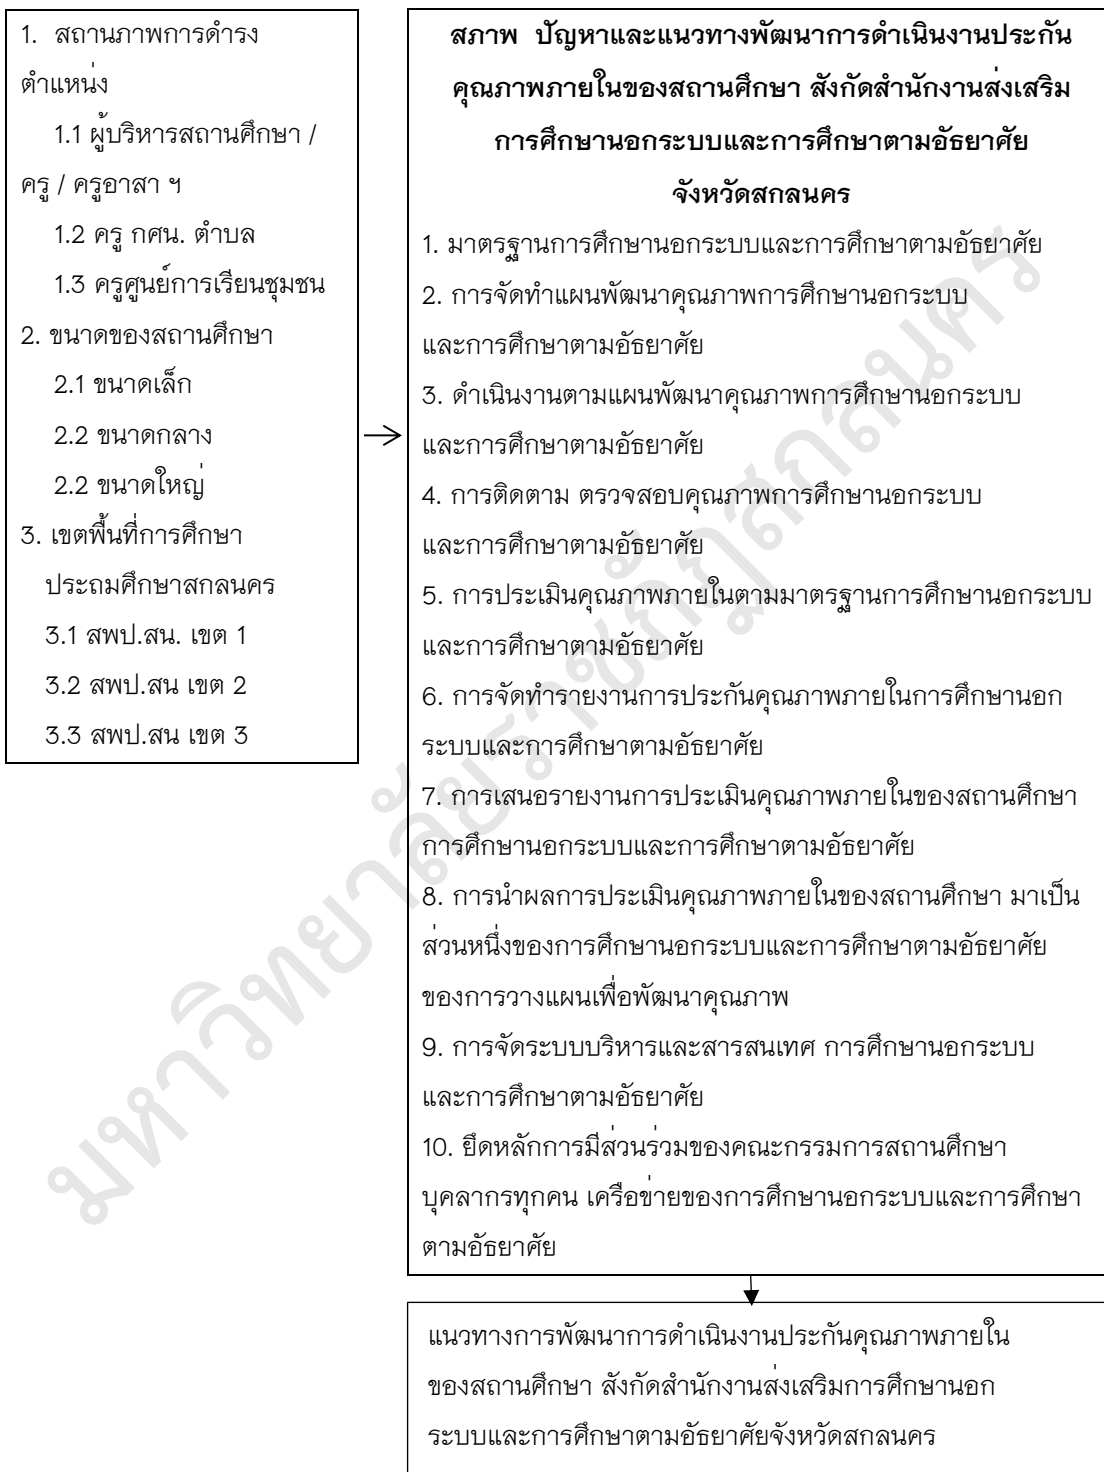 1. สถานภาพการดำรง
ตำแหน่ง
1.1 ผู้บริหารสถานศึกษา /
ครู / ครูอาสา ฯ
1.2 ครู กศน. ตำบล
1.3 ครูศูนย์การเรียนชุมชน
2. ขนาดของสถานศึกษา
2.1 ขนาดเล็ก
2.2 ขนาดกลาง
2.2 ขนาดใหญ่
3. เขตพื้นที่การศึกษา
ประถมศึกษาสกลนคร
3.1 สพป.สน. เขต 1
3.2 สพป.สน เขต 2
3.3 สพป.สน เขต 3
สภาพ ปัญหาและแนวทางพัฒนาการดำเนินงานประกัน
คุณภาพภายในของสถานศึกษา สังกัดสำนักงานส่งเสริม
การศึกษานอกระบบและการศึกษาตามอัธยาศัย
จังหวัดสกลนคร
1. มาตรฐานการศึกษานอกระบบและการศึกษาตามอัธยาศัย
2. การจัดทำแผนพัฒนาคุณภาพการศึกษานอกระบบ
และการศึกษาตามอัธยาศัย
3. ดำเนินงานตามแผนพัฒนาคุณภาพการศึกษานอกระบบ
และการศึกษาตามอัธยาศัย
4. การติดตาม ตรวจสอบคุณภาพการศึกษานอกระบบ
และการศึกษาตามอัธยาศัย
5. การประเมินคุณภาพภายในตามมาตรฐานการศึกษานอกระบบ
และการศึกษาตามอัธยาศัย
6. การจัดทำรายงานการประกันคุณภาพภายในการศึกษานอก
ระบบและการศึกษาตามอัธยาศัย
7. การเสนอรายงานการประเมินคุณภาพภายในของสถานศึกษา
การศึกษานอกระบบและการศึกษาตามอัธยาศัย
8. การนำผลการประเมินคุณภาพภายในของสถานศึกษา มาเป็น
ส่วนหนึ่งของการศึกษานอกระบบและการศึกษาตามอัธยาศัย
ของการวางแผนเพื่อพัฒนาคุณภาพ
9. การจัดระบบบริหารและสารสนเทศ การศึกษานอกระบบ
และการศึกษาตามอัธยาศัย
10. ยึดหลักการมีส่วนร่วมของคณะกรรมการสถานศึกษา
บุคลากรทุกคน เครือข่ายของการศึกษานอกระบบและการศึกษา
ตามอัธยาศัย
แนวทางการพัฒนาการดำเนินงานประกันคุณภาพภายใน
ของสถานศึกษา สังกัดสำนักงานส่งเสริมการศึกษานอก
ระบบและการศึกษาตามอัธยาศัยจังหวัดสกลนคร
มหาวิทยาลัยราชภัฏสกลนคร